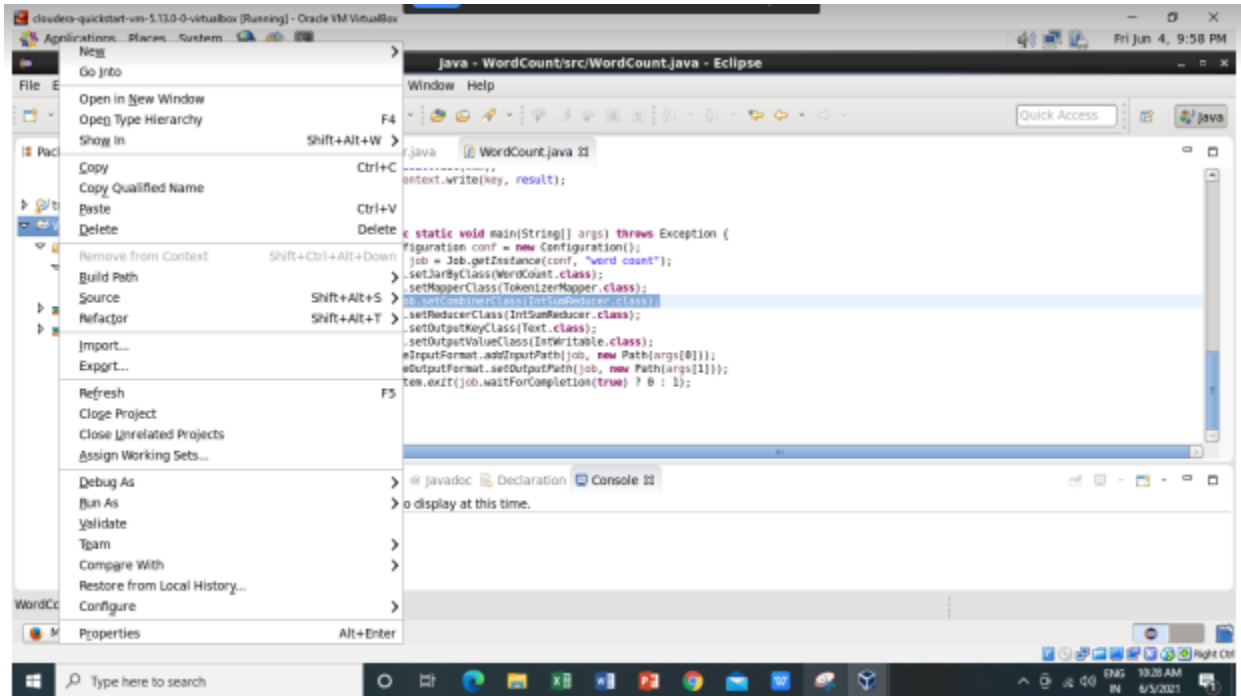 cloudera-quickstart-vm-5.13.0-0-virtualbox [Running] - Oracle VM VirtualBox
Applications Places System
Fri Jun 4, 9:58 PM
Java - WordCount/src/WordCount.java - Eclipse
File
Window Help
Quick Access
Java
New
Go Into
Open in New Window
Open Type Hierarchy F4
Show In Shift+Alt+W
Copy Ctrl+C
Copy Qualified Name
Paste Ctrl+V
Delete Delete
Remove from Context Shift+Ctrl+Alt+Down
Build Path
Source Shift+Alt+S
Refactor Shift+Alt+T
Import...
Export...
Refresh F5
Close Project
Close Unrelated Projects
Assign Working Sets...
Debug As
Run As
Validate
Team
Compare With
Restore from Local History...
Configure
Properties Alt+Enter
r.java WordCount.java
ontext.write(key, result);
c static void main(String[] args) throws Exception {
figuration conf = new Configuration();
job = Job.getInstance(conf, "word count");
.setJarByClass(WordCount.class);
.setMapperClass(TokenizerMapper.class);
ob.setCombinerClass(IntSumReducer.class);
.setReducerClass(IntSumReducer.class);
.setOutputKeyClass(Text.class);
.setOutputValueClass(IntWritable.class);
eInputFormat.addInputPath(job, new Path(args[0]));
eOutputFormat.setOutputPath(job, new Path(args[1]));
tem.exit(job.waitForCompletion(true) ? 0 : 1);
@ Javadoc Declaration Console
o display at this time.
Right Ctrl
Type here to search
ENG
IN
10:28 AM
6/5/2021